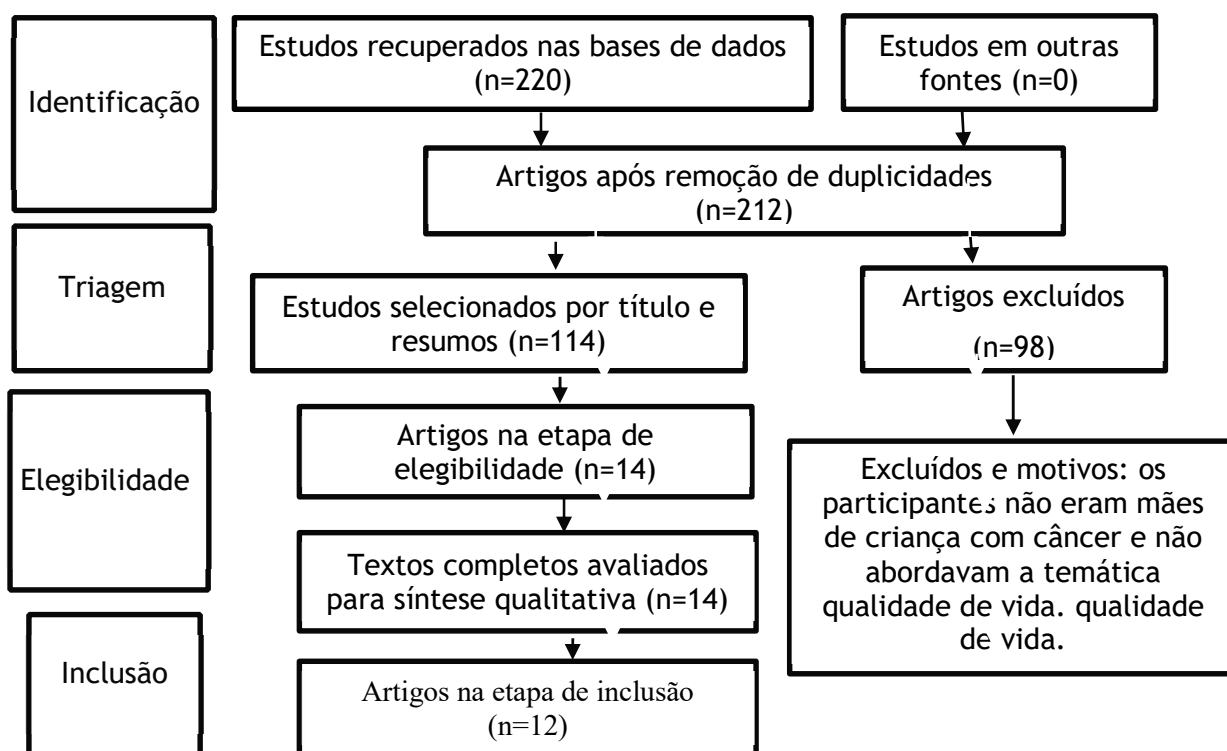 Identificação
Estudos recuperados nas bases de dados
(n=220)
Estudos em outras
fontes (n=0)
Artigos após remoção de duplicidades
(n=212)
Triagem
Estudos selecionados por título e
resumos (n=114)
Artigos excluídos
(n=98)
Elegibilidade
Artigos na etapa de
elegibilidade (n=14)
Textos completos avaliados
para síntese qualitativa (n=14)
Excluídos e motivos: os
participantes não eram mães
de criança com câncer e não
abordavam a temática
qualidade de vida. qualidade
de vida.
Inclusão
Artigos na etapa de inclusão
(n=12)